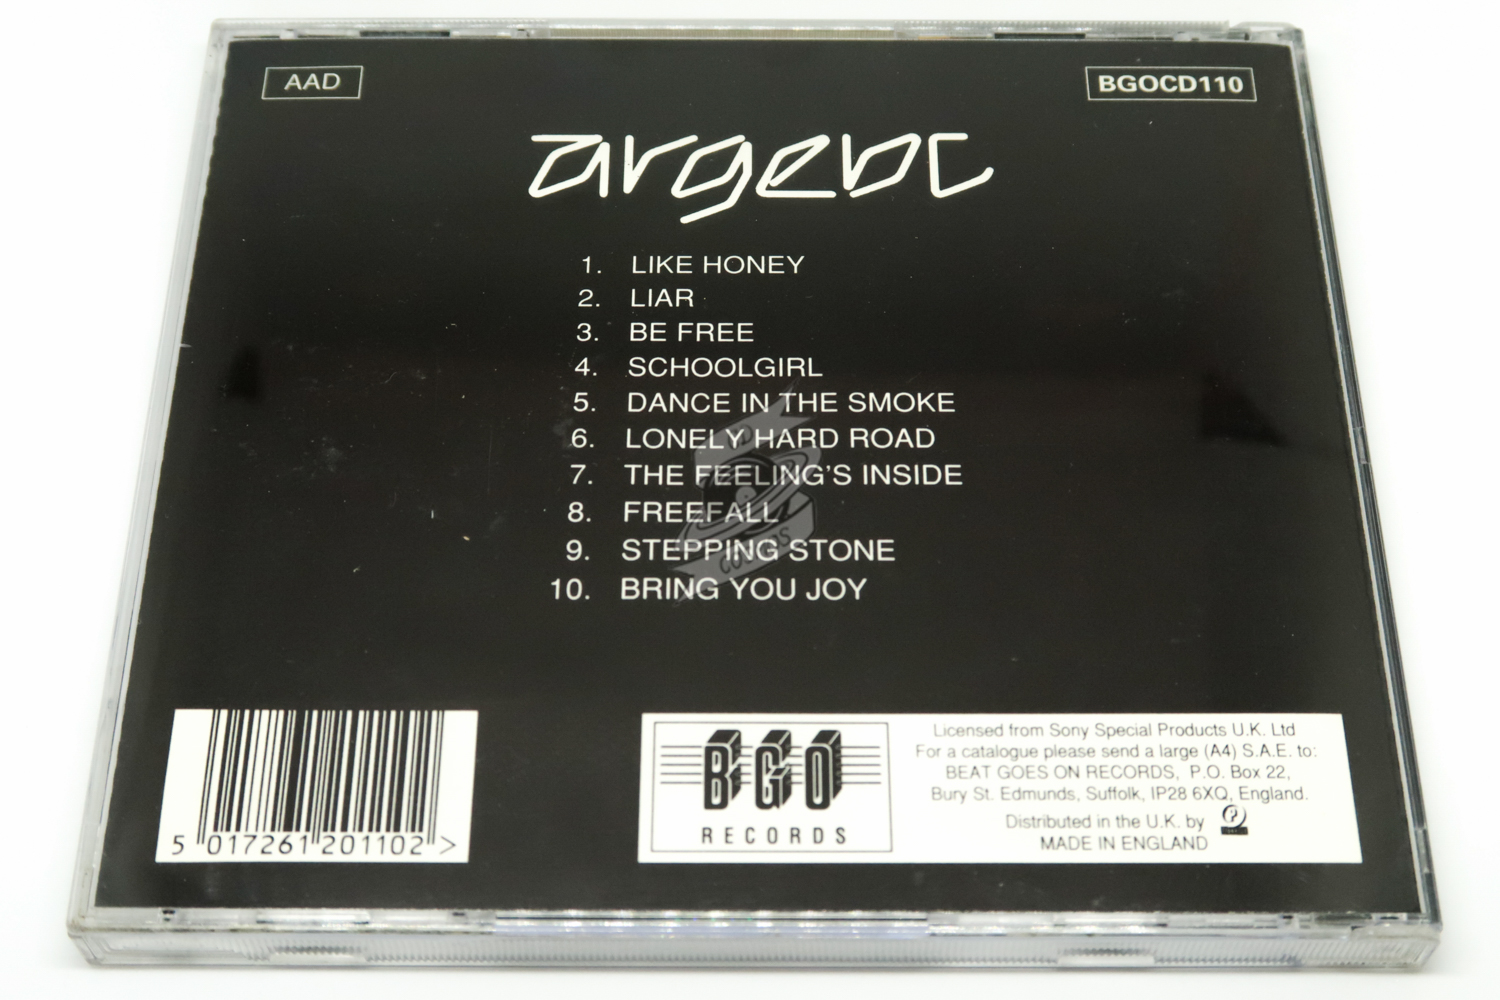 AAD
BGOCD110
argent
1. LIKE HONEY
2. LIAR
3. BE FREE
4. SCHOOLGIRL
5. DANCE IN THE SMOKE
6. LONELY HARD ROAD
7. THE FEELING'S INSIDE
8. FREEFALL
9. STEPPING STONE
10. BRING YOU JOY
5 017261 201102 >
BGO
RECORDS
Licensed from Sony Special Products U.K. Ltd
For a catalogue please send a large (A4) S.A.E. to:
BEAT GOES ON RECORDS, P.O. Box 22,
Bury St. Edmunds, Suffolk, IP28 6XQ, England.
Distributed in the U.K. by
MADE IN ENGLAND